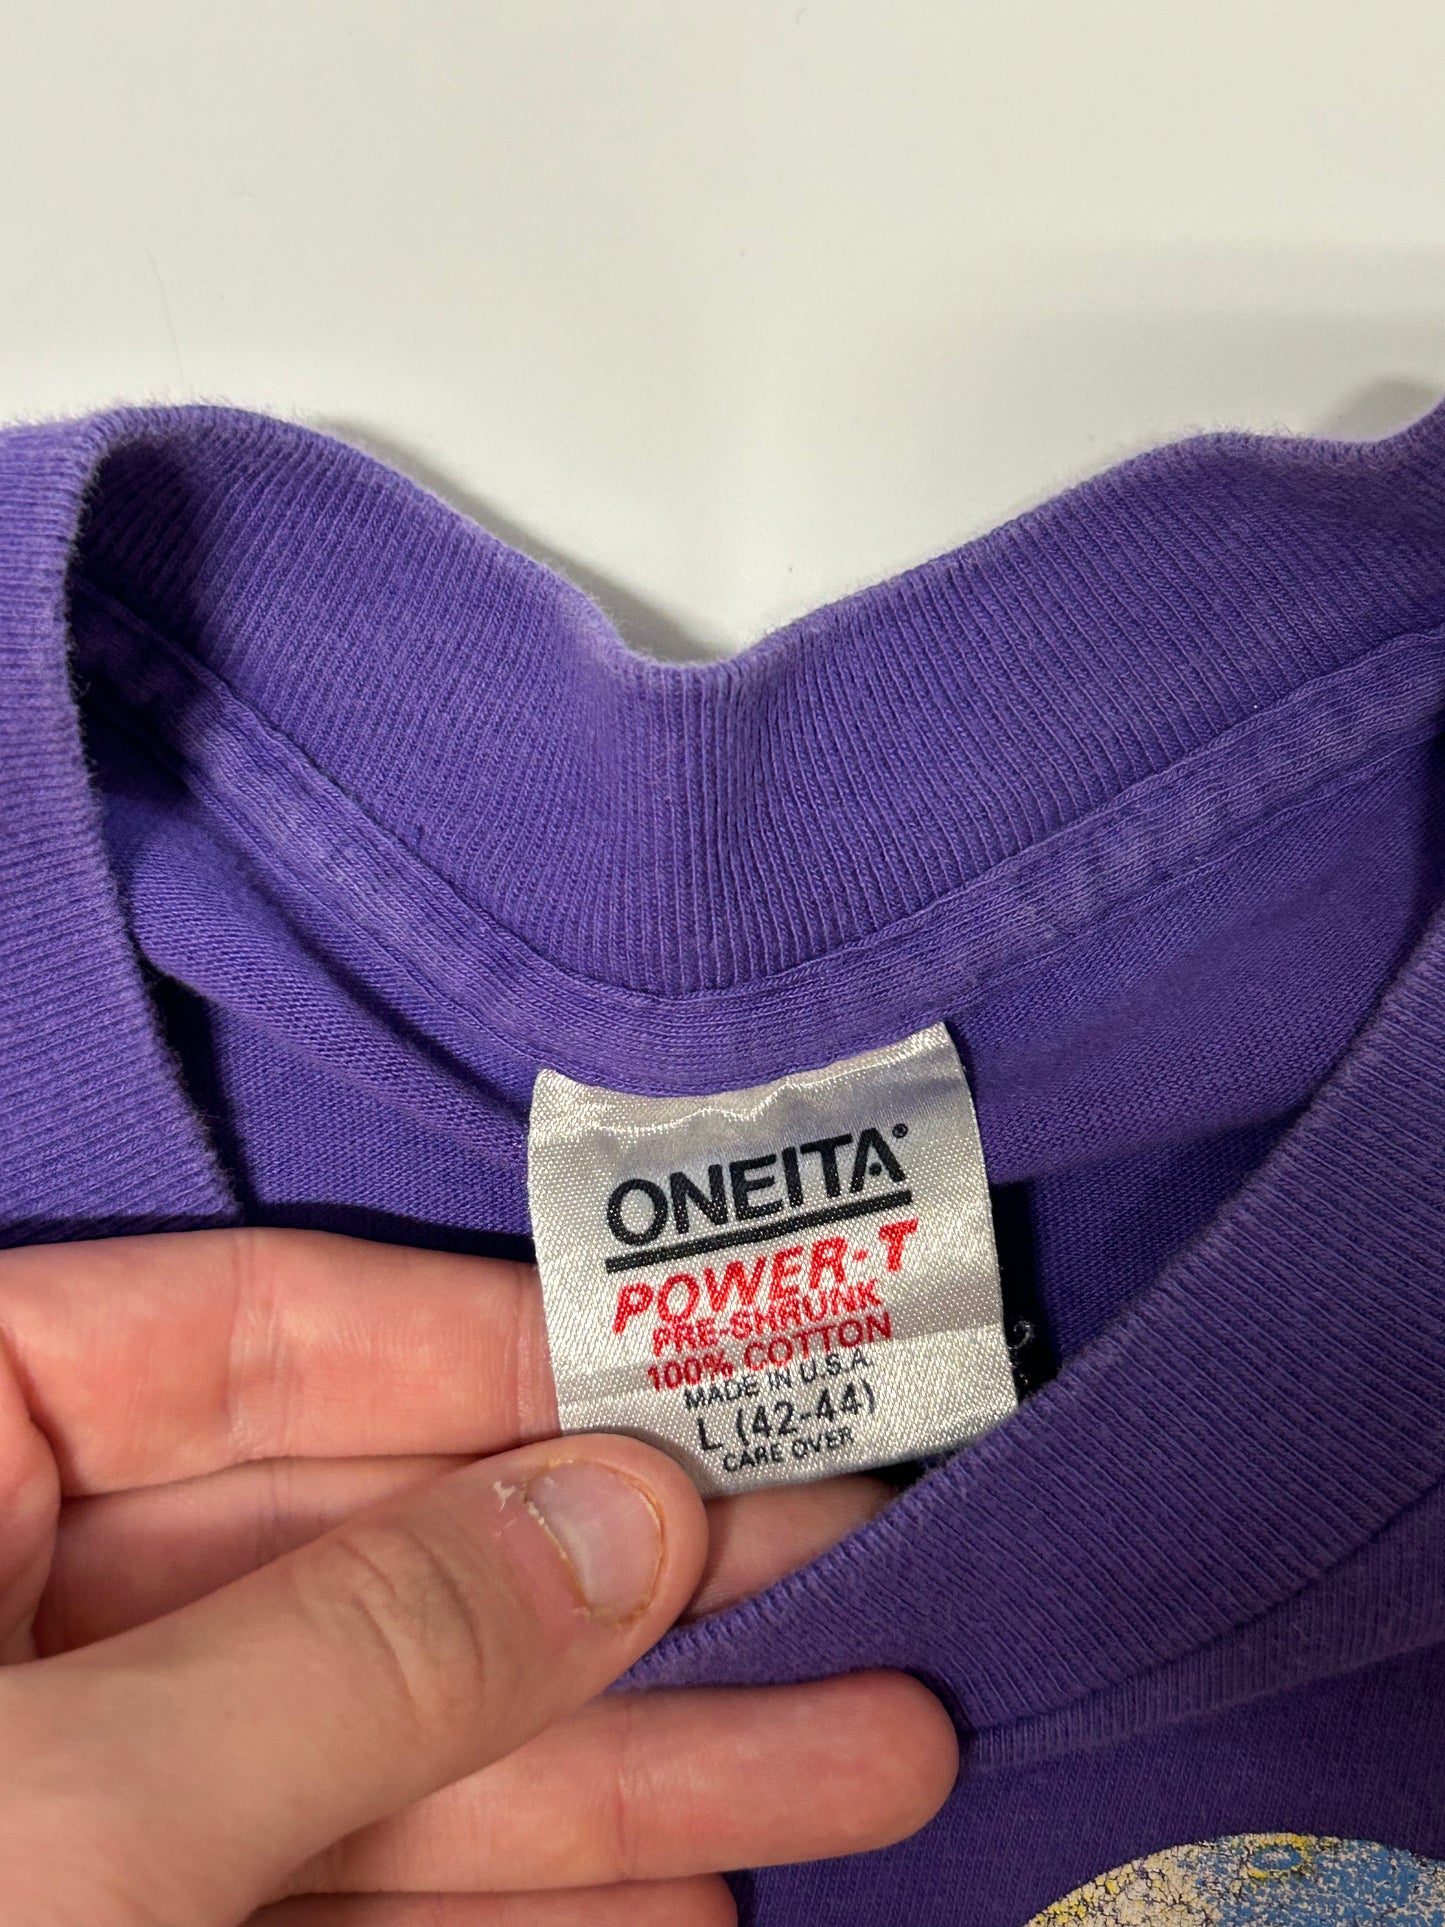 ONEITA®
POWER-T
PRE-SHRUNK
100% COTTON
MADE IN U.S.A.
L (42-44)
CARE OVER